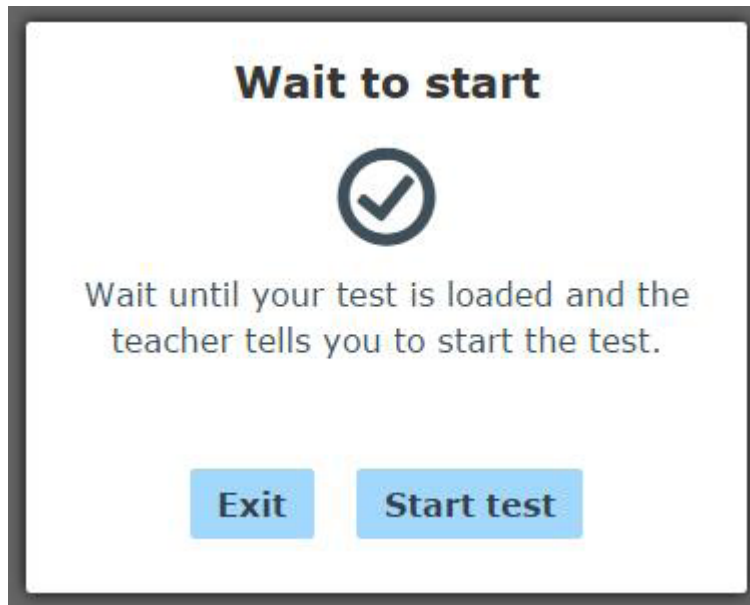 Wait to start
Wait until your test is loaded and the
teacher tells you to start the test.
Exit
Start test